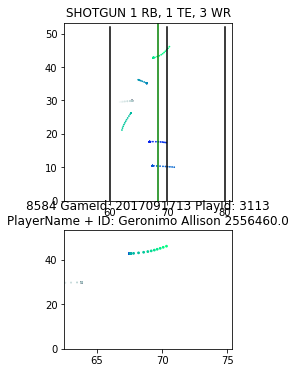 SHOTGUN 1 RB, 1 TE, 3 WR
50
40
30
20
10
0
60 70 80
8584 GameId: 2017091713 PlayId: 3113
PlayerName + ID: Geronimo Allison 2556460.0
40
20
0
65 70 75